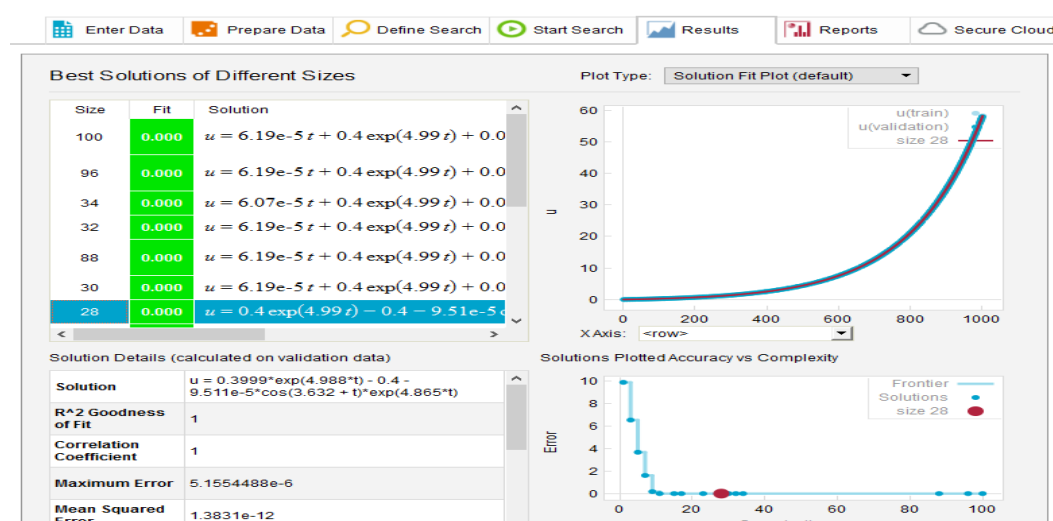 Enter Data Prepare Data Define Search Start Search Results Reports Secure Cloud
Best Solutions of Different Sizes
Plot Type: Solution Fit Plot (default)
Size Fit Solution
100 0.000 u = 6.19e-5 t + 0.4 exp(4.99 t) + 0.0
96 0.000 u = 6.19e-5 t + 0.4 exp(4.99 t) + 0.0
34 0.000 u = 6.07e-5 t + 0.4 exp(4.99 t) + 0.0
32 0.000 u = 6.19e-5 t + 0.4 exp(4.99 t) + 0.0
88 0.000 u = 6.19e-5 t + 0.4 exp(4.99 t) + 0.0
30 0.000 u = 6.19e-5 t + 0.4 exp(4.99 t) + 0.0
28 0.000 u = 0.4 exp(4.99 t) − 0.4 − 9.51e-5
60
50
40
30
20
10
0
u
u(train)
u(validation)
size 28
0 200 400 600 800 1000
X Axis: <row>
Solution Details (calculated on validation data)
Solution u = 0.3999*exp(4.988*t) - 0.4 -
9.511e-5*cos(3.632 + t)*exp(4.865*t)
R^2 Goodness
of Fit 1
Correlation
Coefficient 1
Maximum Error 5.1554488e-6
Mean Squared
Error 1.3831e-12
Solutions Plotted Accuracy vs Complexity
10
8
6
4
2
0
Error
Frontier
Solutions
size 28
0 20 40 60 80 100